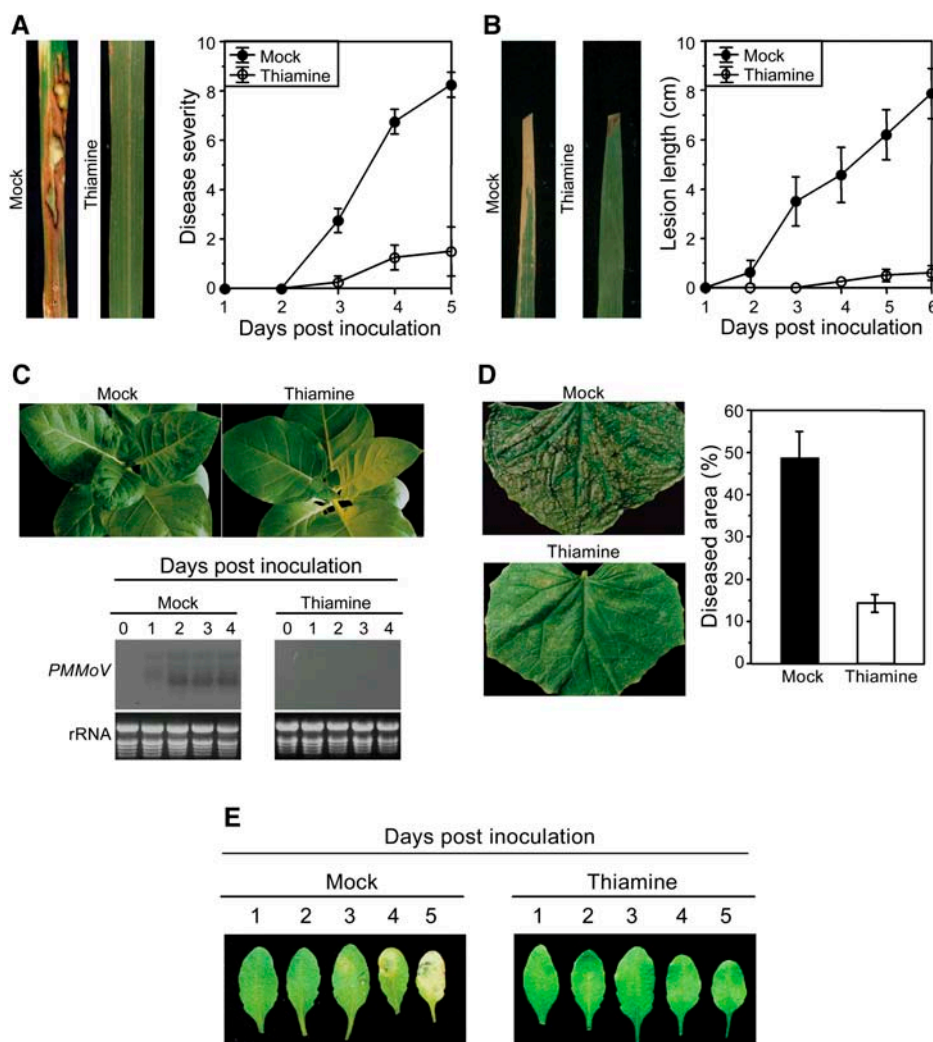 A
Mock
Thiamine
Disease severity
10
8
6
4
2
0
Mock
Thiamine
1 2 3 4 5
Days post inoculation
B
Mock
Thiamine
Lesion length (cm)
10
8
6
4
2
0
Mock
Thiamine
1 2 3 4 5 6
Days post inoculation
C
Mock Thiamine
Days post inoculation
Mock Thiamine
0 1 2 3 4 0 1 2 3 4
PMMoV
rRNA
D
Mock
Thiamine
Diseased area (%)
60
50
40
30
20
10
0
Mock Thiamine
E
Days post inoculation
Mock Thiamine
1 2 3 4 5 1 2 3 4 5